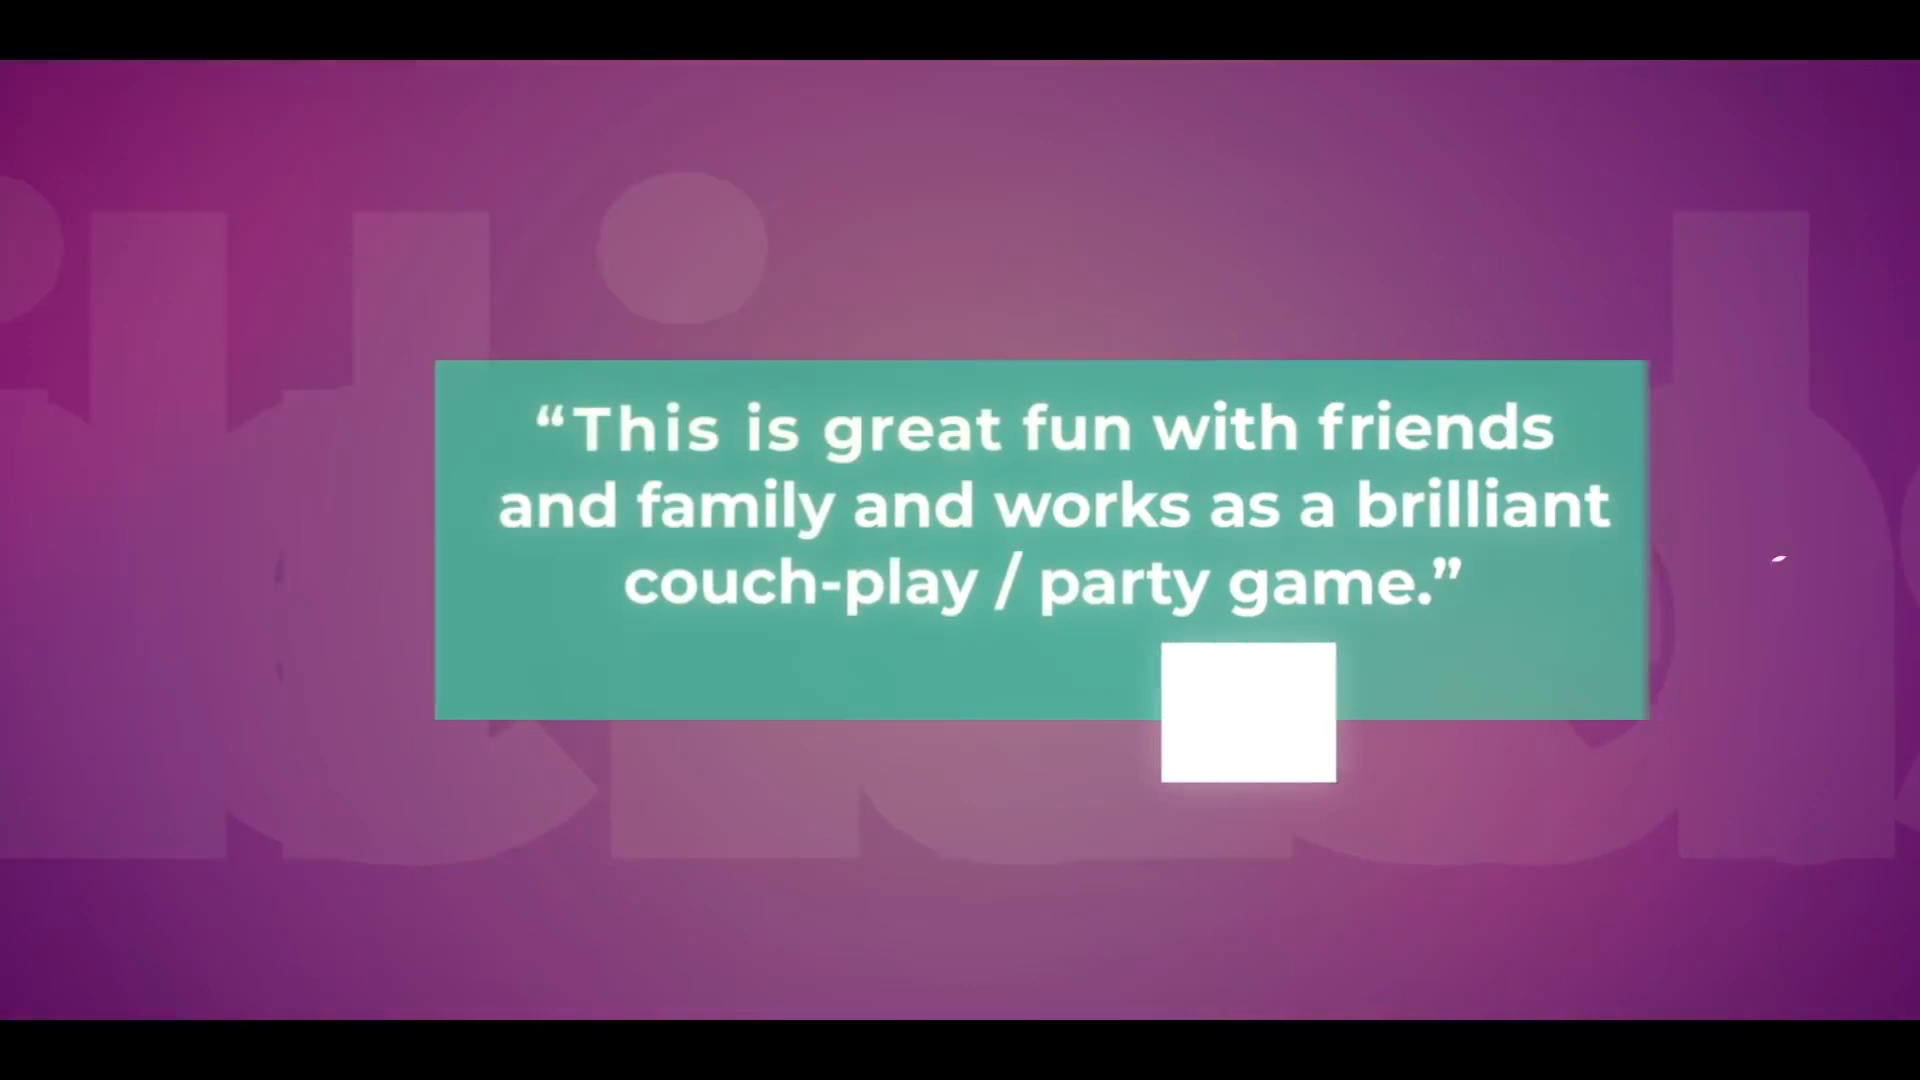 “This is great fun with friends
and family and works as a brilliant
couch-play / party game.”